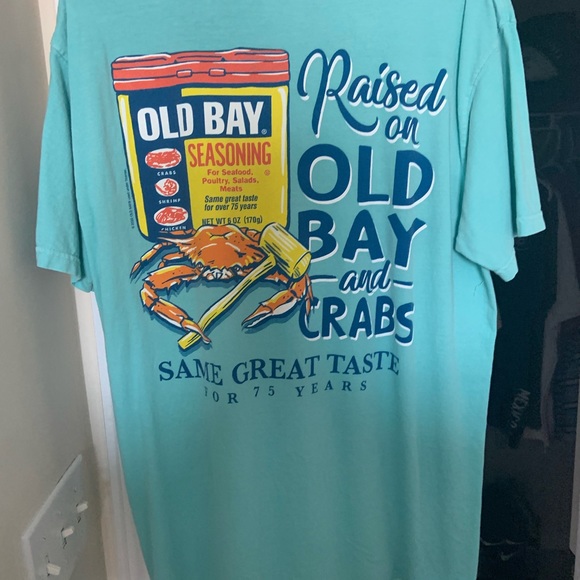 OLD BAY®
SEASONING®
For Seafood,
Poultry, Salads,
Meats
Same great taste
for over 75 years
NET WT 6 OZ (170g)
CRABS
SHRIMP
CHICKEN
Raised
on
OLD
BAY
and
CRABS
SAME GREAT TASTE
FOR 75 YEARS